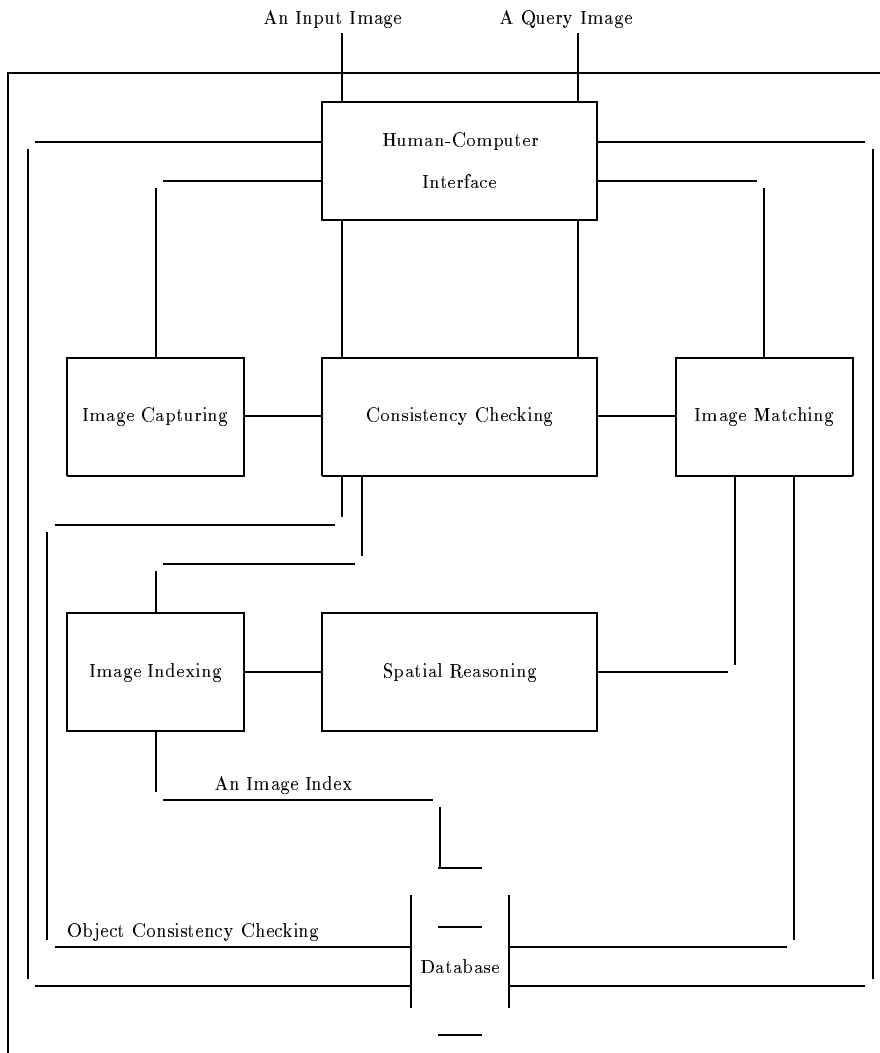 An Input Image
A Query Image
Human-Computer
Interface
Image Capturing
Consistency Checking
Image Matching
Image Indexing
Spatial Reasoning
An Image Index
Object Consistency Checking
Database